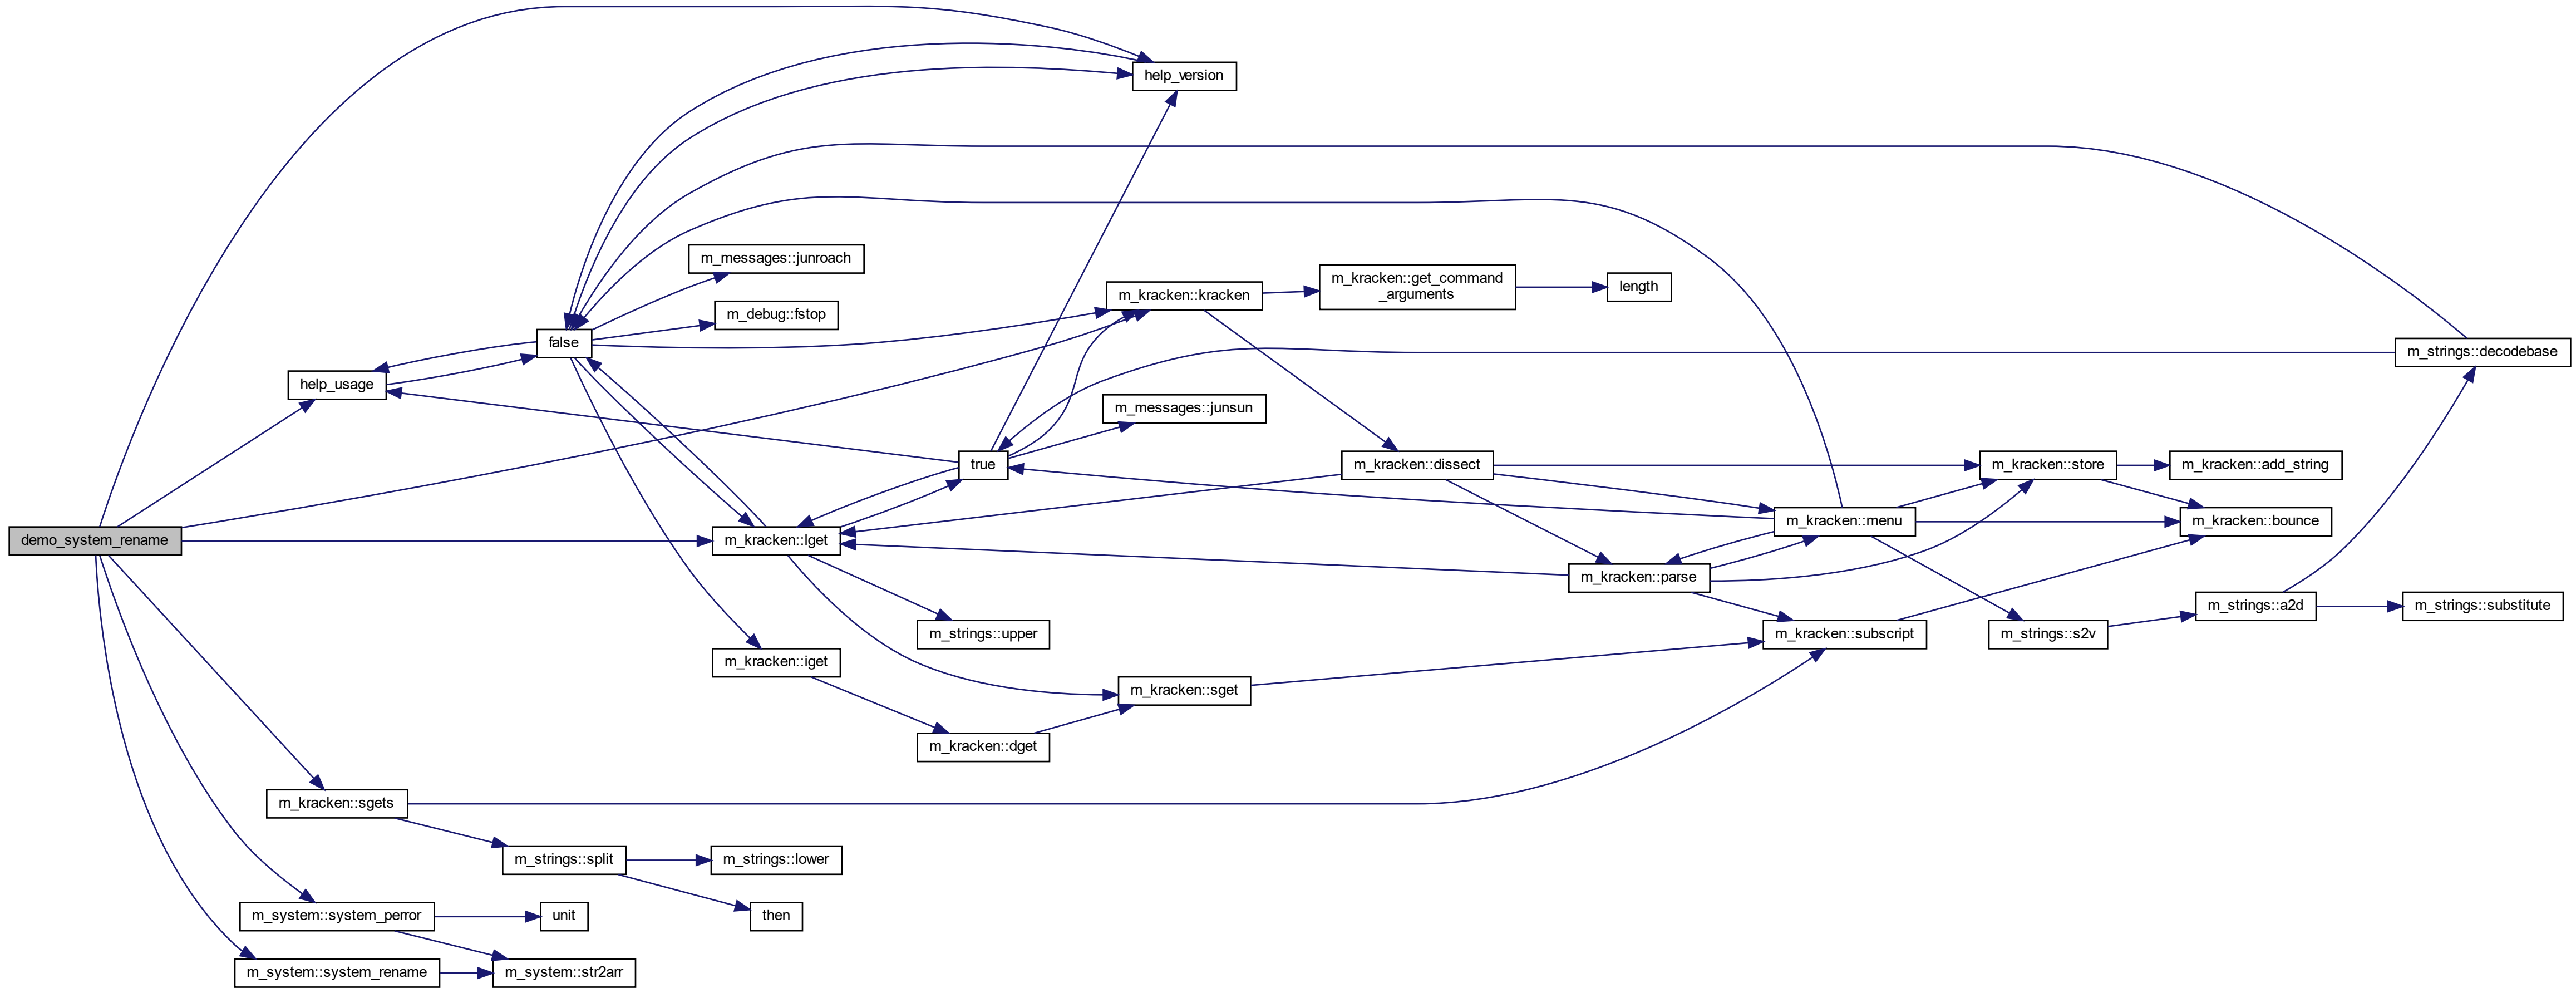 help_version
m_messages::junroach
m_kracken::get_command
_arguments
length
m_kracken::kracken
m_debug::fstop
false
m_strings::decodebase
help_usage
m_messages::junsun
true
m_kracken::dissect
m_kracken::store
m_kracken::add_string
m_kracken::menu
m_kracken::bounce
demo_system_rename
m_kracken::lget
m_kracken::parse
m_strings::a2d
m_strings::substitute
m_strings::upper
m_kracken::subscript
m_strings::s2v
m_kracken::iget
m_kracken::sget
m_kracken::dget
m_kracken::sgets
m_strings::split
m_strings::lower
m_system::system_perror
unit
then
m_system::system_rename
m_system::str2arr